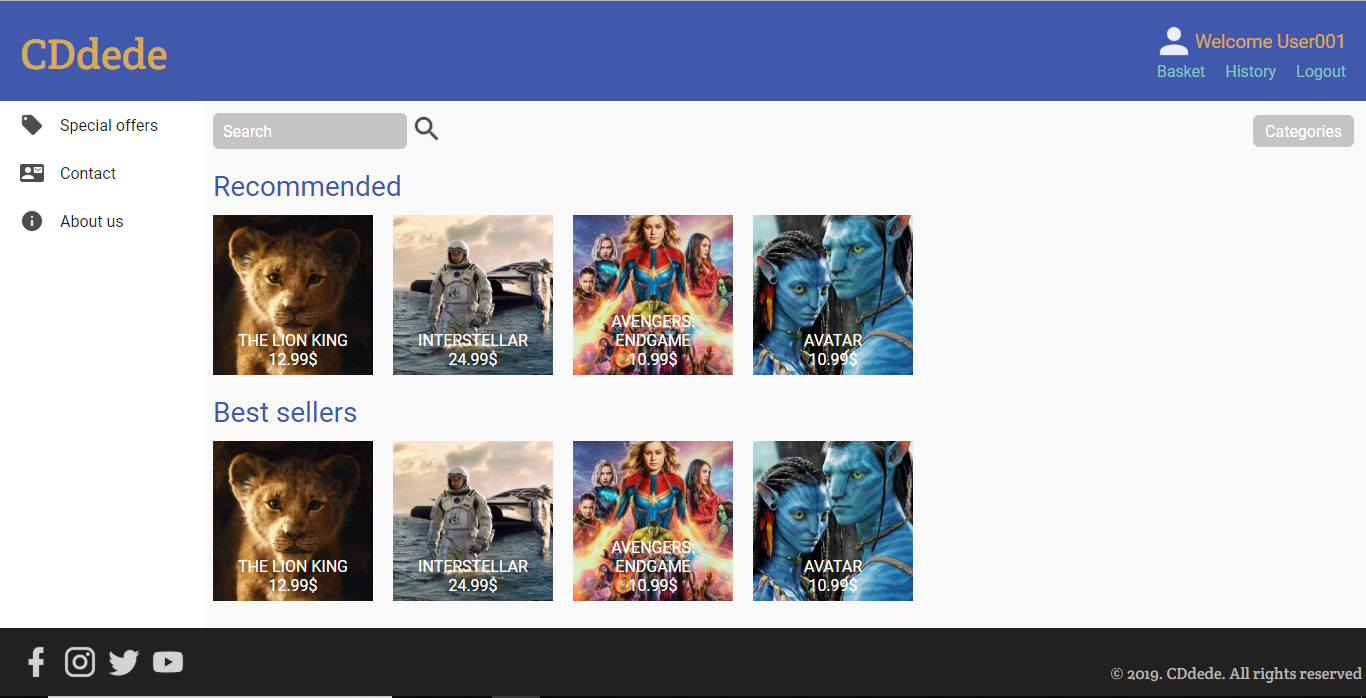 CDdede
Welcome User001
Basket History Logout
Special offers
Contact
About us
Search
Categories
Recommended
THE LION KING
12.99$
INTERSTELLAR
24.99$
AVENGERS:
ENDGAME
10.99$
AVATAR
10.99$
Best sellers
THE LION KING
12.99$
INTERSTELLAR
24.99$
AVENGERS:
ENDGAME
10.99$
AVATAR
10.99$
© 2019. CDdede. All rights reserved